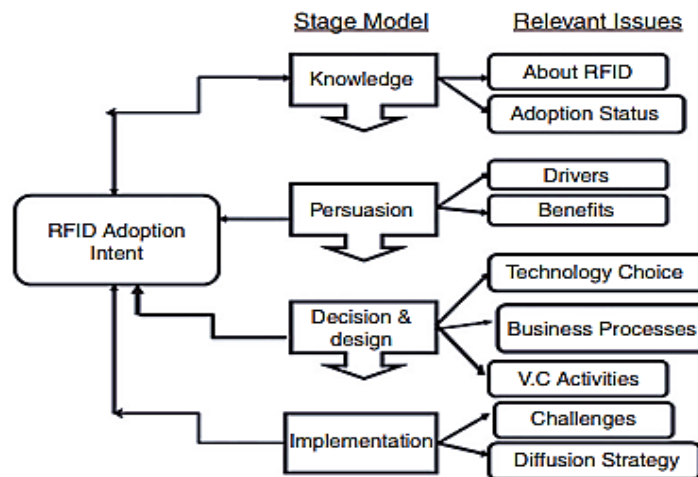 Stage Model
Relevant Issues
Knowledge
About RFID
Adoption Status
RFID Adoption
Intent
Persuasion
Drivers
Benefits
Decision &
design
Technology Choice
Business Processes
V.C Activities
Implementation
Challenges
Diffusion Strategy